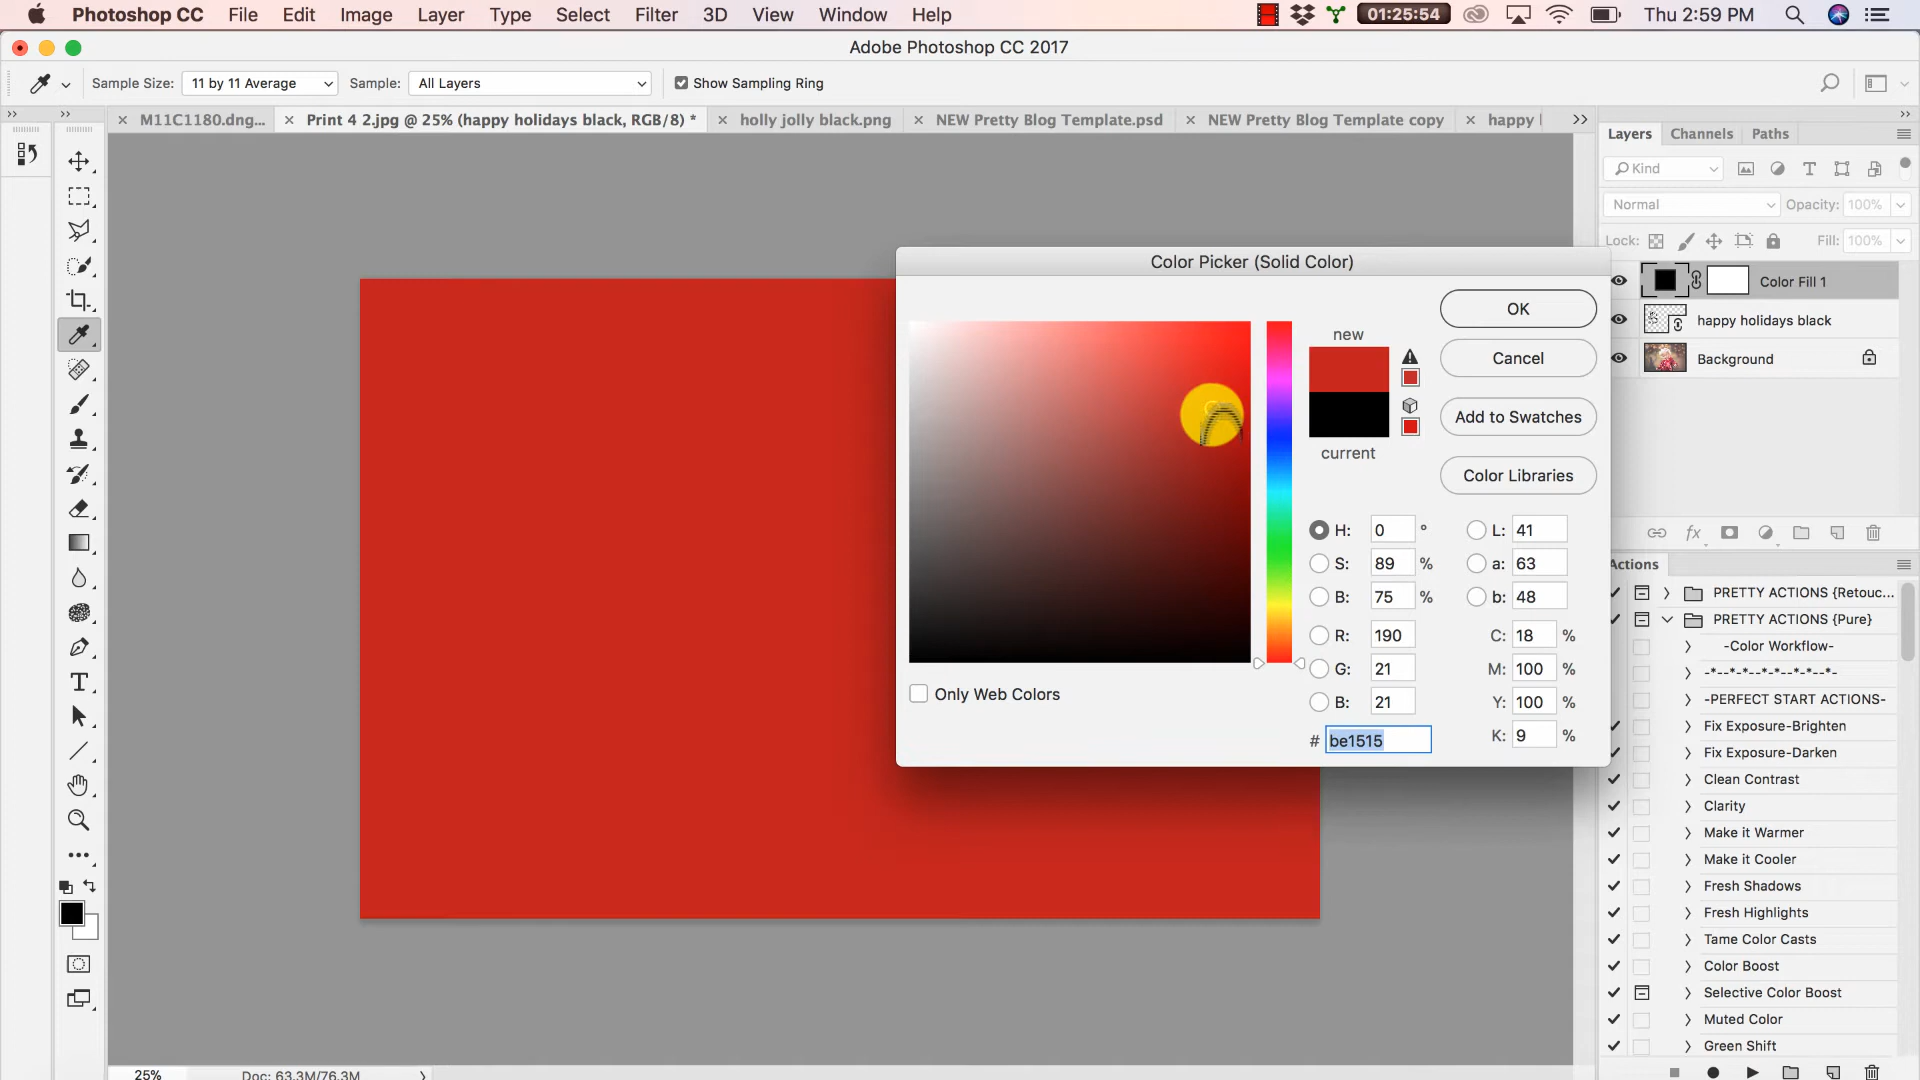 Photoshop CC File Edit Image Layer Type Select Filter 3D View Window Help 01:25:54 Thu 2:59 PM
Adobe Photoshop CC 2017
Sample Size: 11 by 11 Average Sample: All Layers Show Sampling Ring
M11C1180.dng... Print 4 2.jpg @ 25% (happy holidays black, RGB/8) * holly jolly black.png NEW Pretty Blog Template.psd NEW Pretty Blog Template copy happy
Layers Channels Paths
Kind
Normal Opacity: 100%
Lock: Fill: 100%
Color Fill 1
happy holidays black
Background
Color Picker (Solid Color)
new
current
OK
Cancel
Add to Swatches
Color Libraries
H: 0 ° L: 41
S: 89 % a: 63
B: 75 % b: 48
R: 190 C: 18 %
G: 21 M: 100 %
B: 21 Y: 100 %
# be1515 K: 9 %
Only Web Colors
Actions
PRETTY ACTIONS {Retouc...
PRETTY ACTIONS {Pure}
-Color Workflow-
-*--*-*--*-*--*-*--*-
-PERFECT START ACTIONS-
Fix Exposure-Brighten
Fix Exposure-Darken
Clean Contrast
Clarity
Make it Warmer
Make it Cooler
Fresh Shadows
Fresh Highlights
Tame Color Casts
Color Boost
Selective Color Boost
Muted Color
Green Shift
25% Doc: 63.3M/76.3M